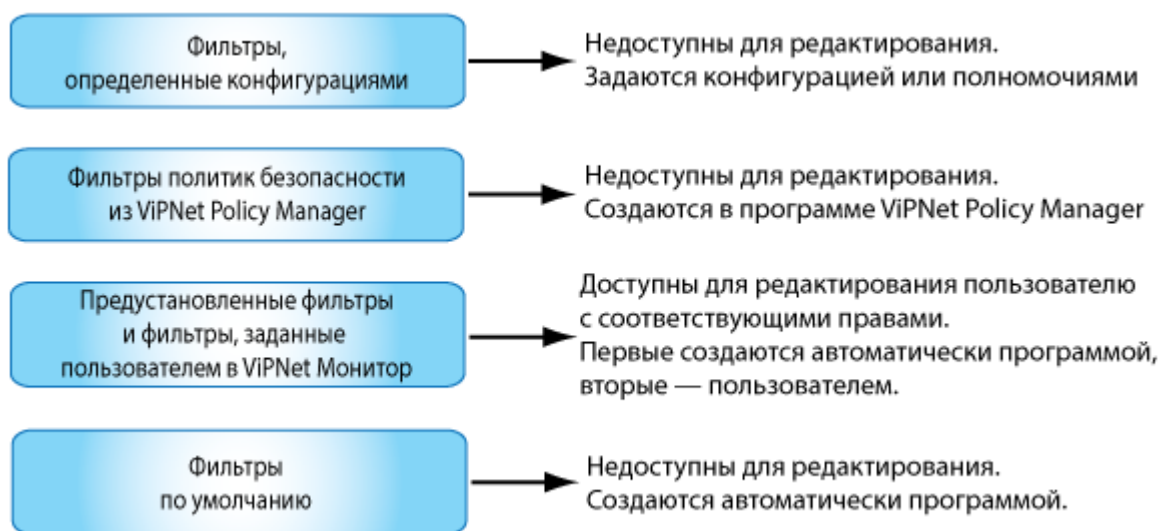 Фильтры,
определенные конфигурациями
Недоступны для редактирования.
Задаются конфигурацией или полномочиями
Фильтры политик безопасности
из ViPNet Policy Manager
Недоступны для редактирования.
Создаются в программе ViPNet Policy Manager
Предустановленные фильтры
и фильтры, заданные
пользователем в ViPNet Монитор
Доступны для редактирования пользователю
с соответствующими правами.
Первые создаются автоматически программой,
вторые — пользователем.
Фильтры
по умолчанию
Недоступны для редактирования.
Создаются автоматически программой.